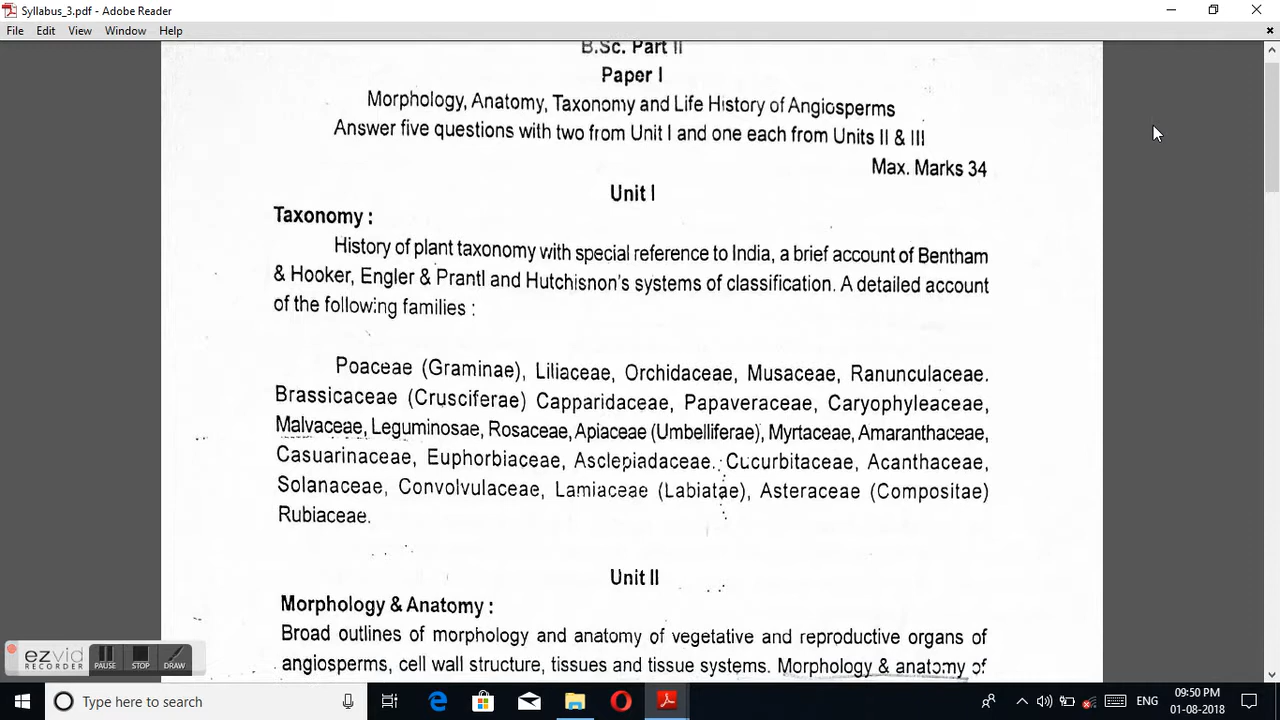 Syllabus_3.pdf - Adobe Reader
File Edit View Window Help
B.Sc. Part II
Paper I
Morphology, Anatomy, Taxonomy and Life History of Angiosperms
Answer five questions with two from Unit I and one each from Units II & III
Max. Marks 34
Unit I
Taxonomy :
History of plant taxonomy with special reference to India, a brief account of Bentham
& Hooker, Engler & Prantl and Hutchisnon's systems of classification. A detailed account
of the following families :
Poaceae (Graminae), Liliaceae, Orchidaceae, Musaceae, Ranunculaceae.
Brassicaceae (Crusciferae) Capparidaceae, Papaveraceae, Caryophyleaceae,
Malvaceae, Leguminosae, Rosaceae, Apiaceae (Umbelliferae), Myrtaceae, Amaranthaceae,
Casuarinaceae, Euphorbiaceae, Asclepiadaceae. Cucurbitaceae, Acanthaceae,
Solanaceae, Convolvulaceae, Lamiaceae (Labiatae), Asteraceae (Compositae)
Rubiaceae.
Unit II
Morphology & Anatomy :
Broad outlines of morphology and anatomy of vegetative and reproductive organs of
angiosperms, cell wall structure, tissues and tissue systems. Morphology & anatomy of
ezvid
RECORDER
PAUSE STOP DRAW
Type here to search
ENG
09:50 PM
01-08-2018